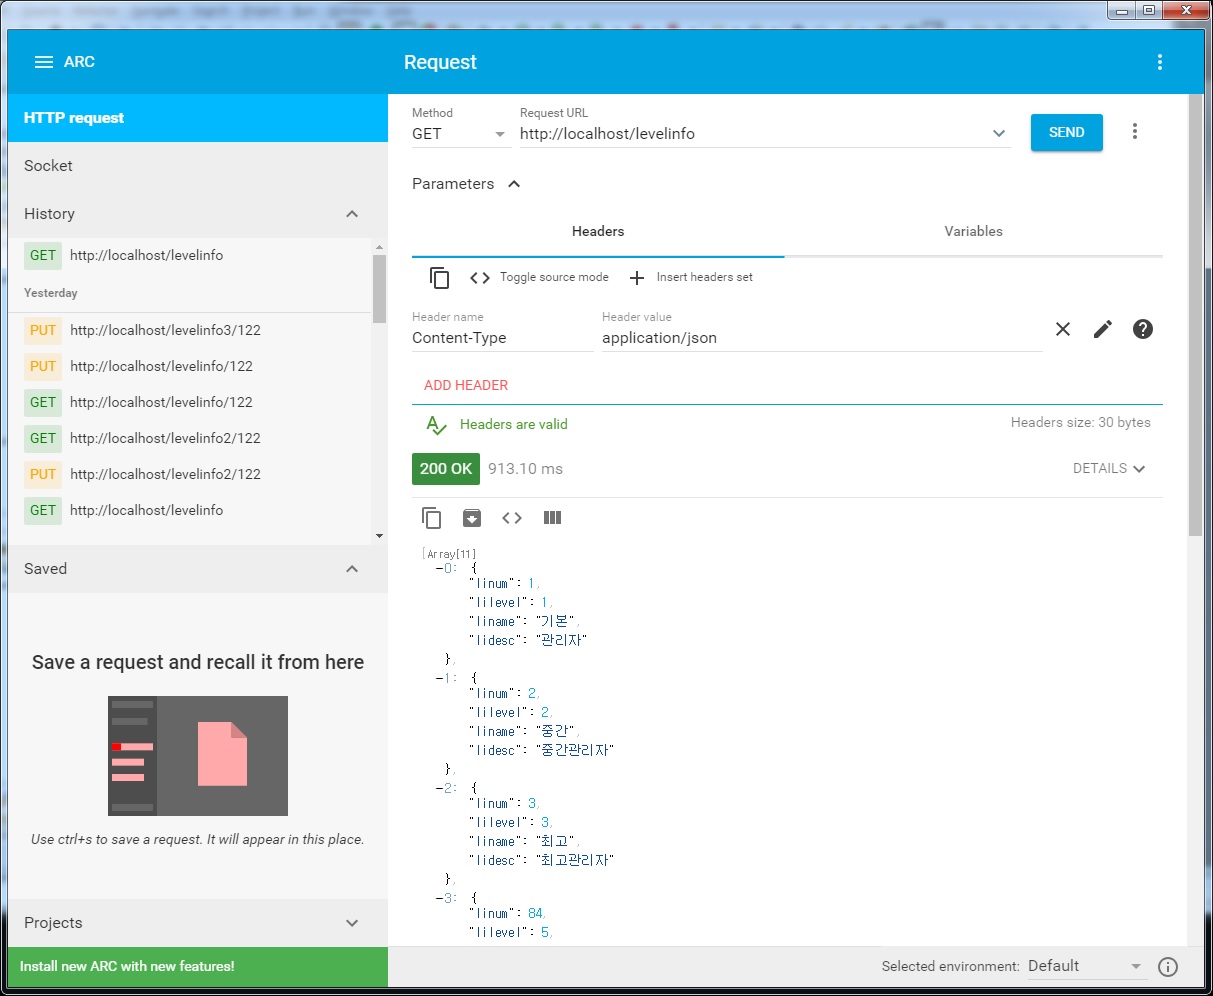 ARC
Request
HTTP request
Socket
History
GET http://localhost/levelinfo
Yesterday
PUT http://localhost/levelinfo3/122
PUT http://localhost/levelinfo/122
GET http://localhost/levelinfo/122
GET http://localhost/levelinfo2/122
PUT http://localhost/levelinfo2/122
GET http://localhost/levelinfo
Saved
Save a request and recall it from here
Use ctrl+s to save a request. It will appear in this place.
Projects
Install new ARC with new features!
Method Request URL
GET http://localhost/levelinfo SEND
Parameters
Headers Variables
Toggle source mode Insert headers set
Header name Header value
Content-Type application/json
ADD HEADER
Headers are valid Headers size: 30 bytes
200 OK 913.10 ms DETAILS
[Array[11]
-0: {
"linum": 1,
"lilevel": 1,
"liname": "기본",
"lidesc": "관리자"
},
-1: {
"linum": 2,
"lilevel": 2,
"liname": "중간",
"lidesc": "중간관리자"
},
-2: {
"linum": 3,
"lilevel": 3,
"liname": "최고",
"lidesc": "최고관리자"
},
-3: {
"linum": 84,
"lilevel": 5,
Selected environment: Default